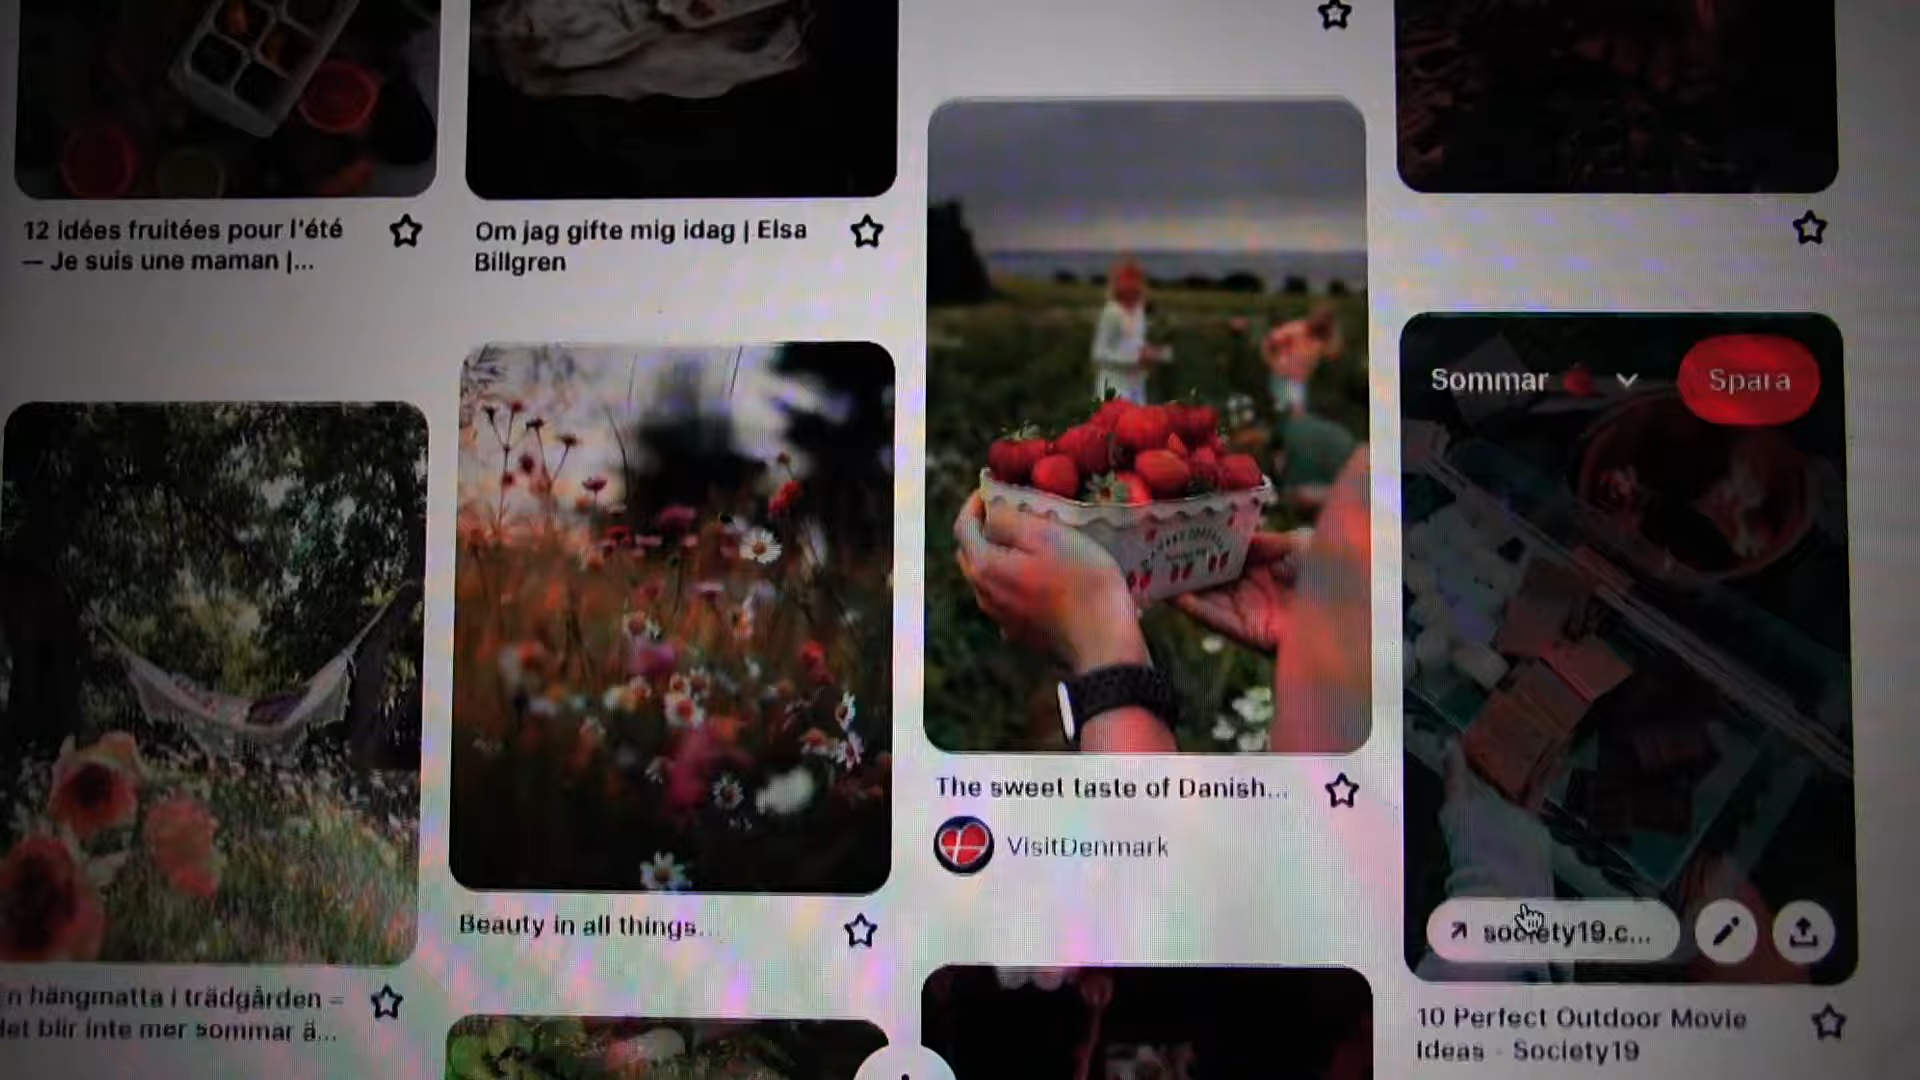 12 idées fruitées pour l'été
— Je suis une maman |...
Om jag gifte mig idag | Elsa
Billgren
Sommar
Spara
The sweet taste of Danish...
VisitDenmark
Beauty in all things...
society19.c...
n hängmatta i trädgården =
det blir inte mer sommar ä...
10 Perfect Outdoor Movie
Ideas - Society19